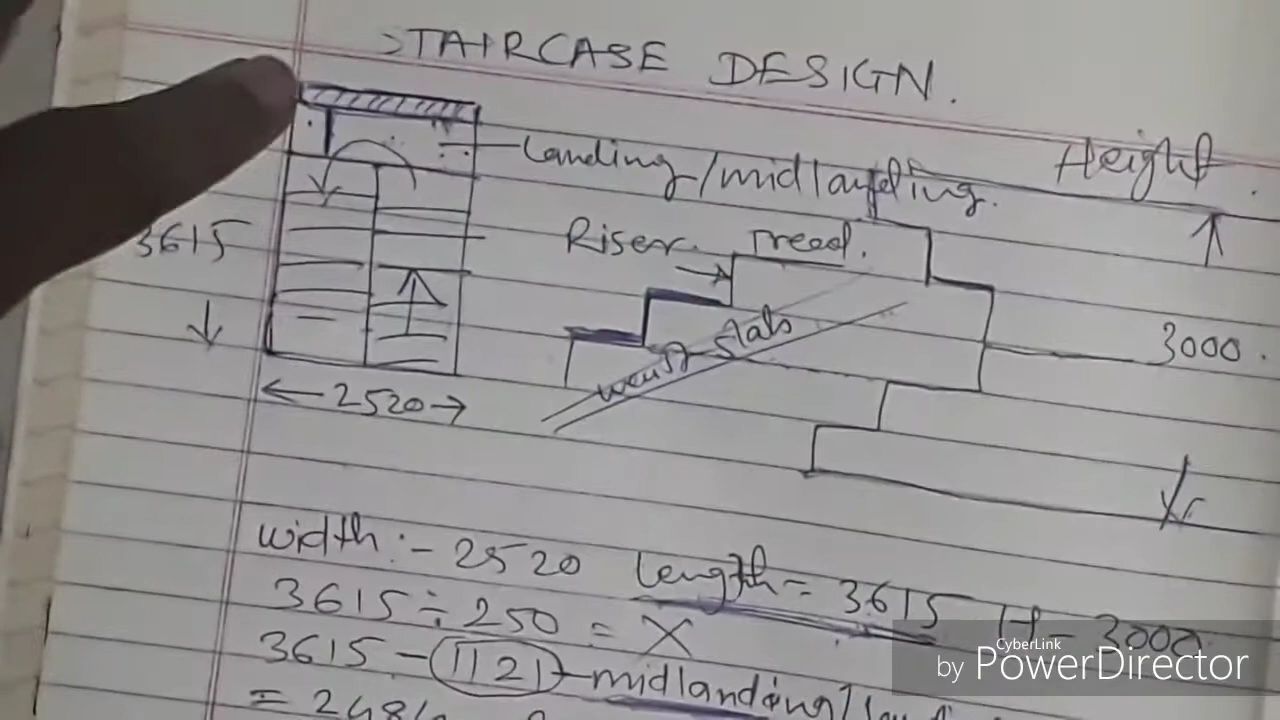 STAIRCASE DESIGN.
Landing/midlanding.
Height.
Riser. Tread.
3615
waist slab
3000.
2520
width :- 2520 Length = 3615 H - 3000
3615 ÷ 250 = X
3615 - 1121 - midlanding/
CyberLink
by PowerDirector